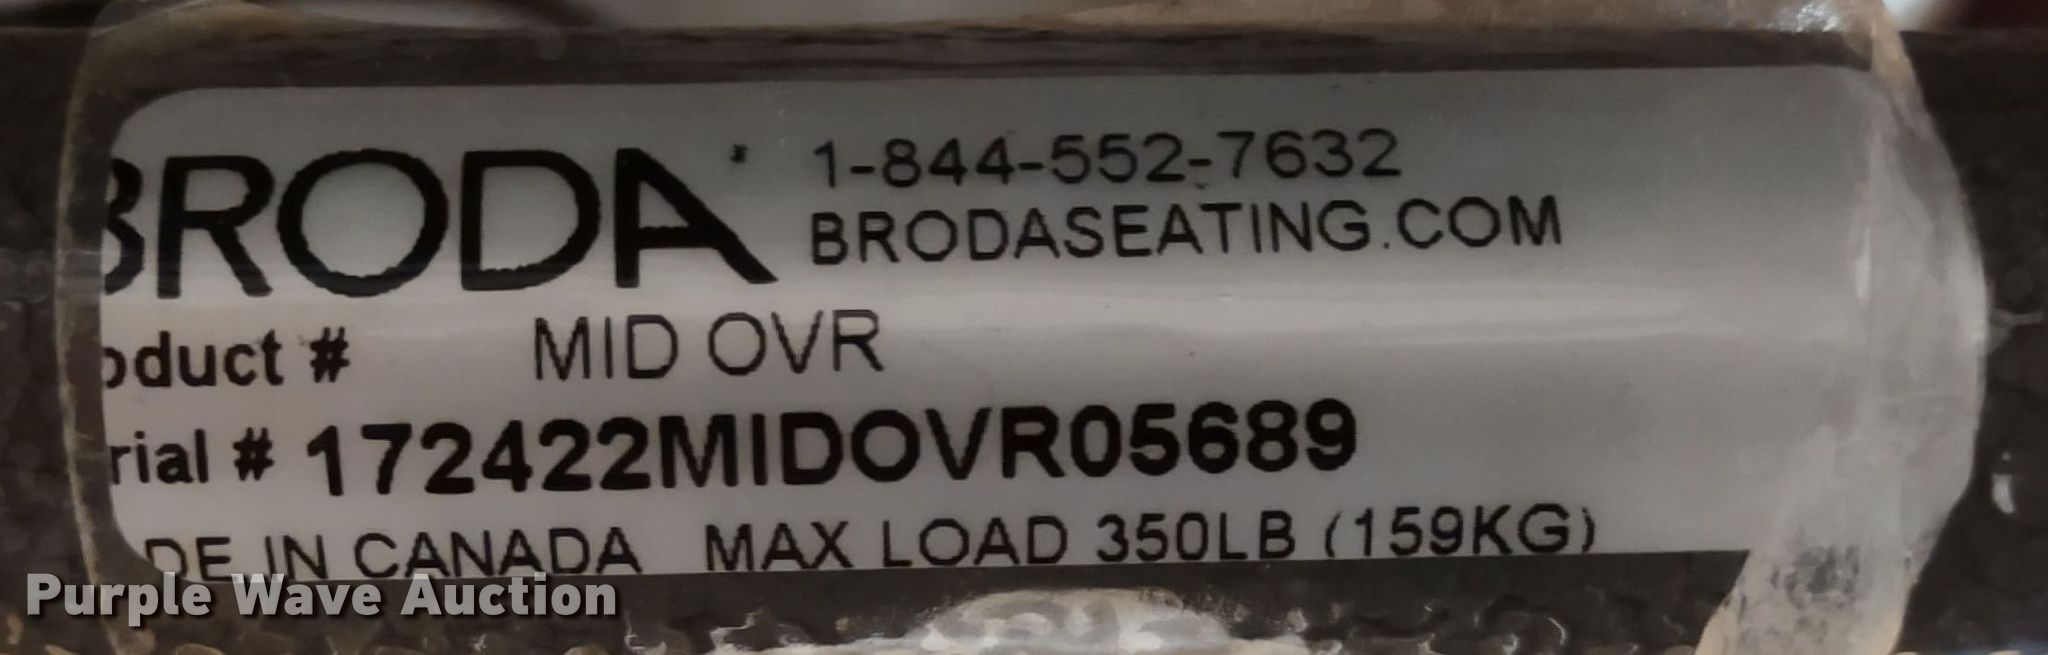 BRODA 1-844-552-7632
BRODASEATING.COM
oduct # MID OVR
rial # 172422MIDOVR05689
DE IN CANADA MAX LOAD 350LB (159KG)
Purple Wave Auction